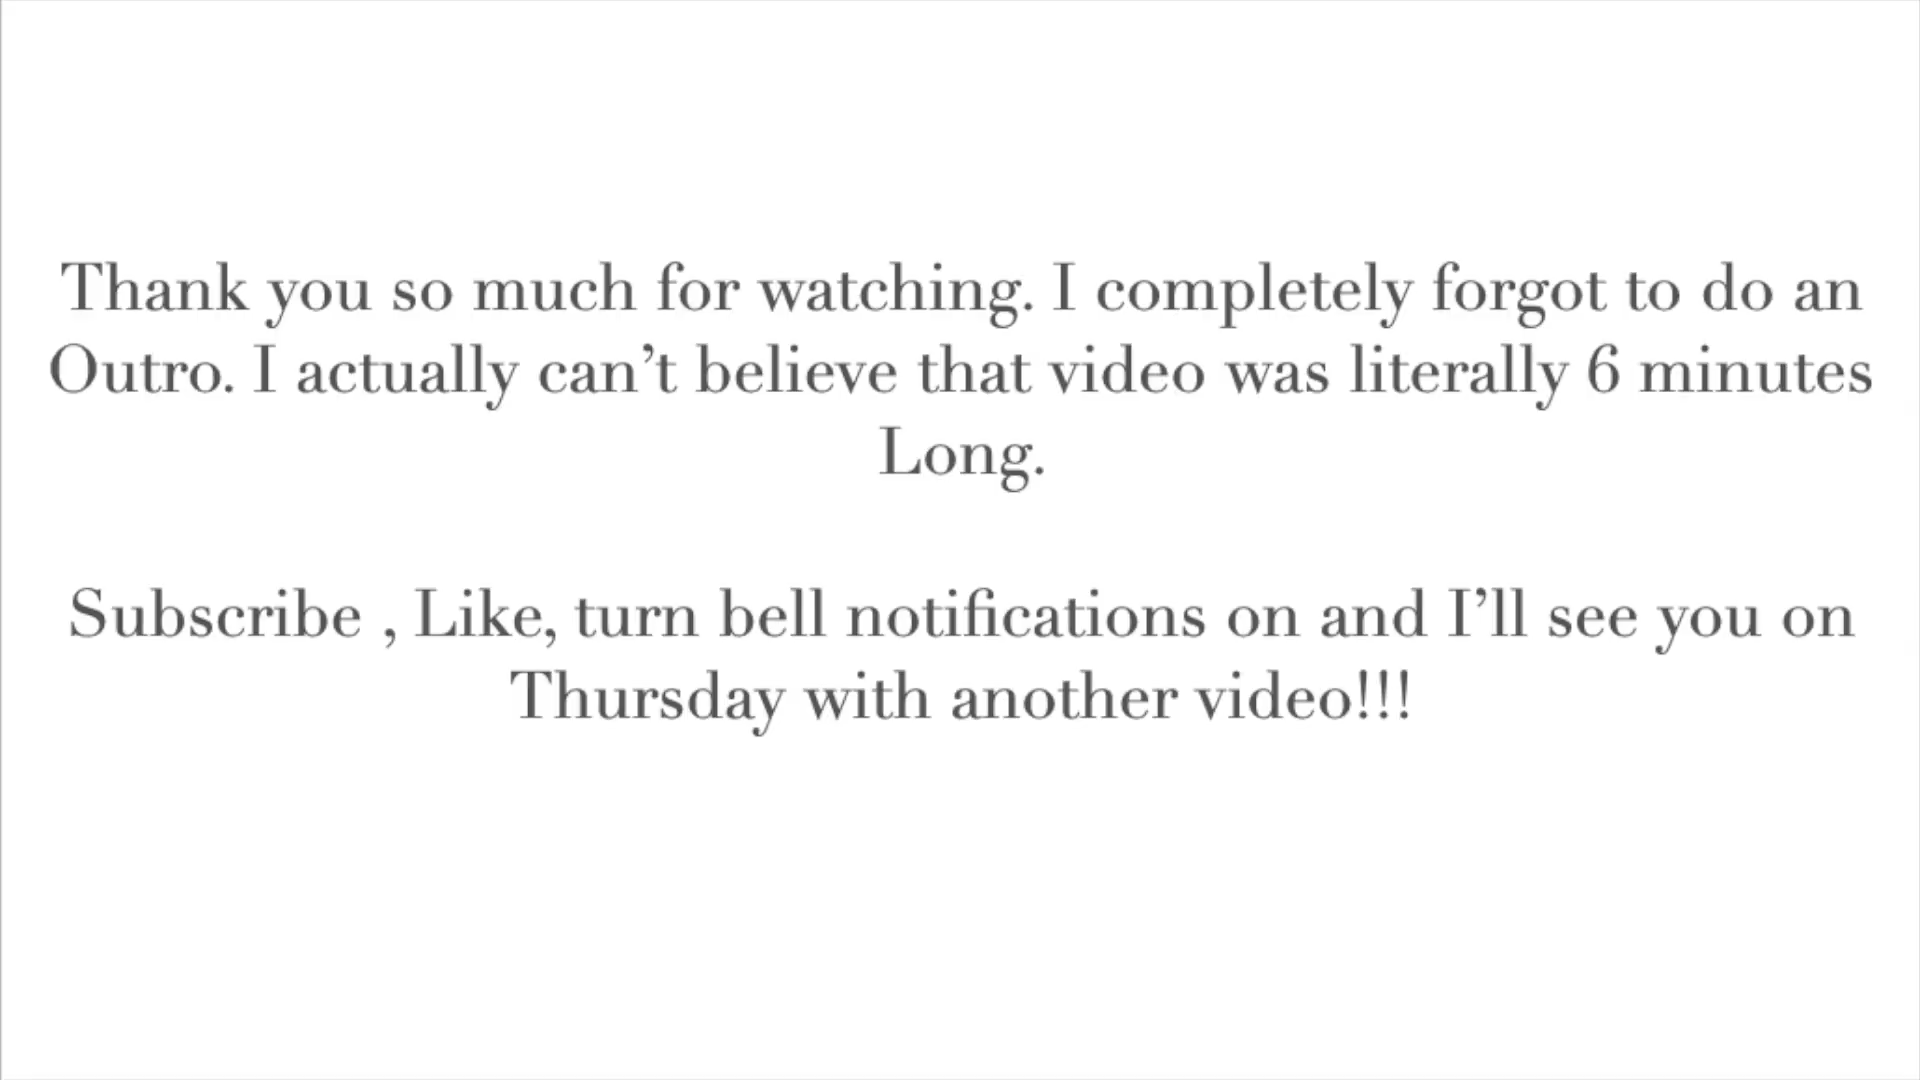 Thank you so much for watching. I completely forgot to do an
Outro. I actually can’t believe that video was literally 6 minutes
Long.
Subscribe , Like, turn bell notifications on and I’ll see you on
Thursday with another video!!!